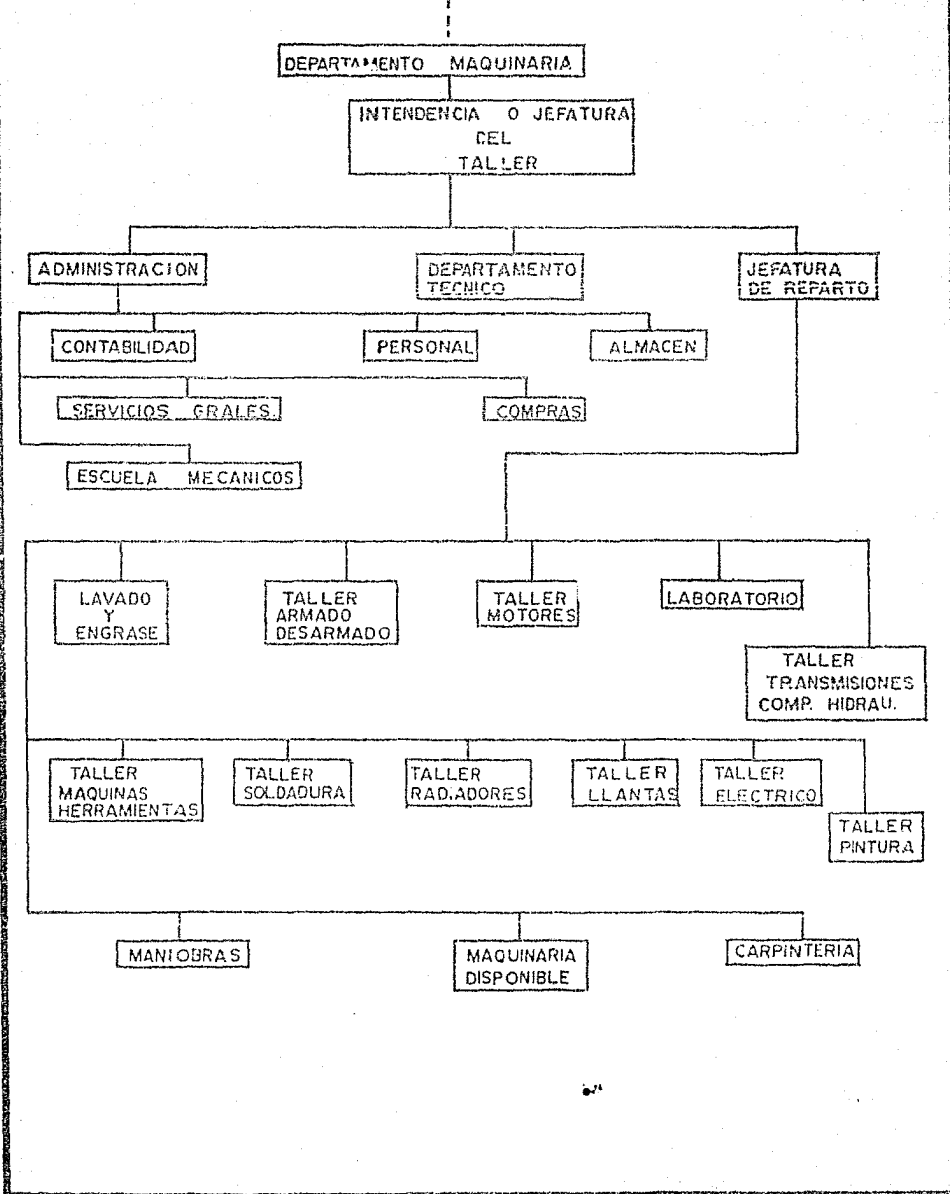 DEPARTAMENTO MAQUINARIA
INTENDENCIA O JEFATURA
DEL
TALLER
ADMINISTRACION
DEPARTAMENTO
TECNICO
JEFATURA
DE REPARTO
CONTABILIDAD
PERSONAL
ALMACEN
SERVICIOS GRALES.
COMPRAS
ESCUELA MECANICOS
LAVADO
Y
ENGRASE
TALLER
ARMADO
DESARMADO
TALLER
MOTORES
LABORATORIO
TALLER
TRANSMISIONES
COMP. HIDRAU.
TALLER
MAQUINAS
HERRAMIENTAS
TALLER
SOLDADURA
TALLER
RADIADORES
TALLER
LLANTAS
TALLER
ELECTRICO
TALLER
PINTURA
MANIOBRAS
MAQUINARIA
DISPONIBLE
CARPINTERIA